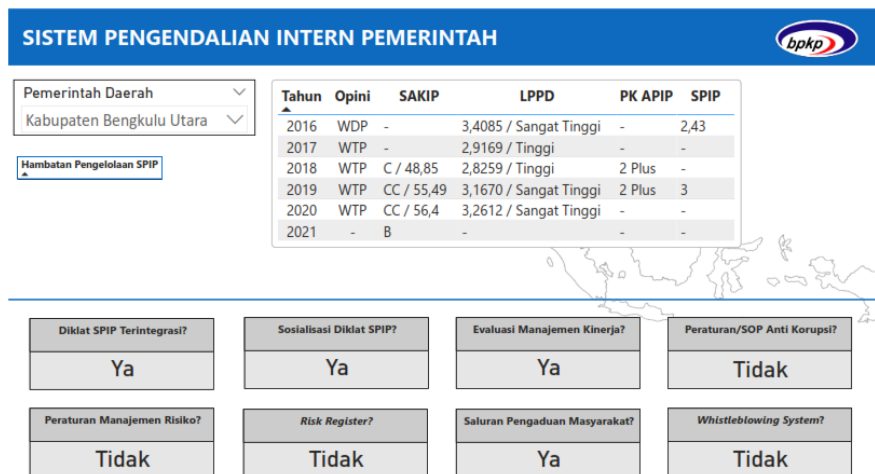 SISTEM PENGENDALIAN INTERN PEMERINTAH
bpkp
Pemerintah Daerah
Kabupaten Bengkulu Utara
Hambatan Pengelolaan SPIP
Tahun Opini SAKIP LPPD PK APIP SPIP
2016 WDP - 3,4085 / Sangat Tinggi - 2,43
2017 WTP - 2,9169 / Tinggi - -
2018 WTP C / 48,85 2,8259 / Tinggi 2 Plus -
2019 WTP CC / 55,49 3,1670 / Sangat Tinggi 2 Plus 3
2020 WTP CC / 56,4 3,2612 / Sangat Tinggi - -
2021 - B - - -
Diklat SPIP Terintegrasi? Sosialisasi Diklat SPIP? Evaluasi Manajemen Kinerja? Peraturan/SOP Anti Korupsi?
Ya Ya Ya Tidak
Peraturan Manajemen Risiko? Risk Register? Saluran Pengaduan Masyarakat? Whistleblowing System?
Tidak Tidak Ya Tidak